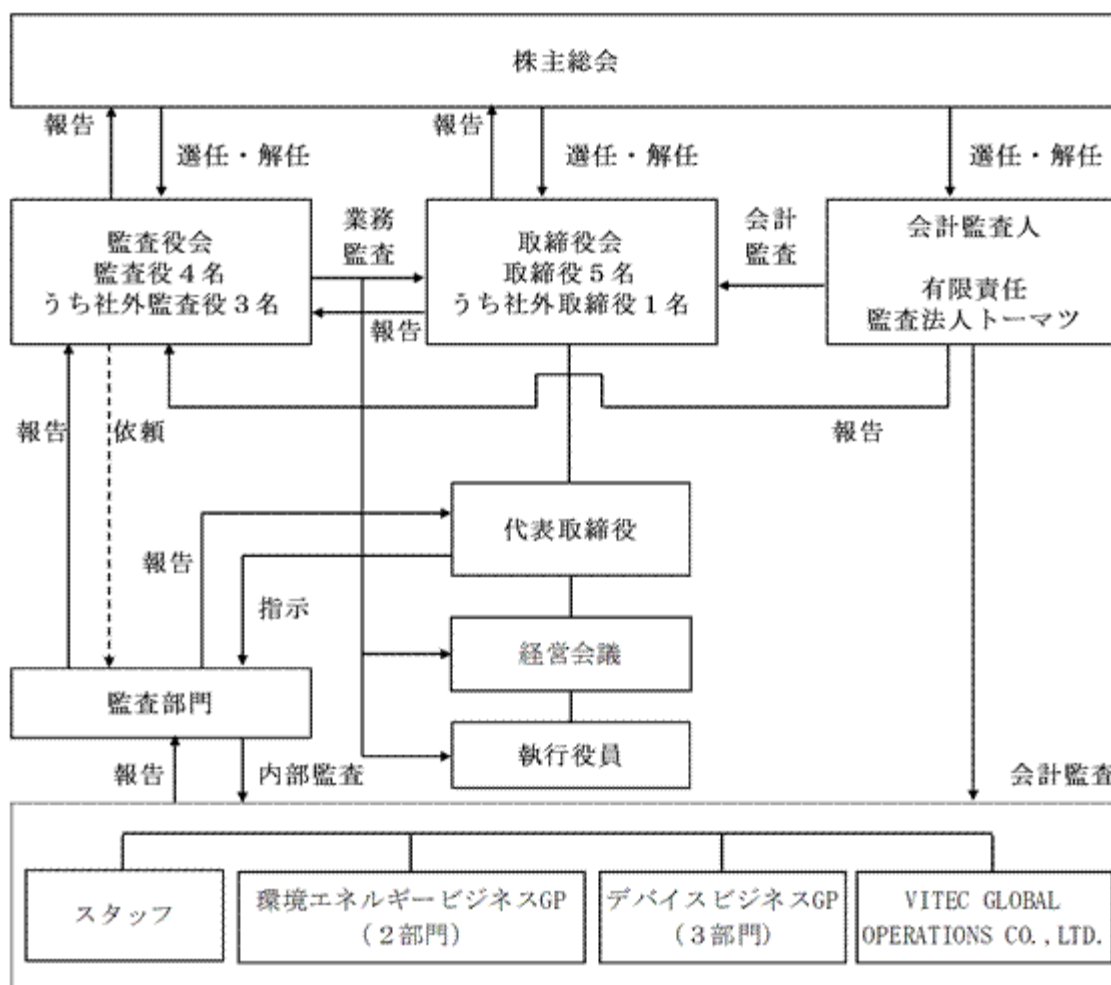 株主総会
報告
選任・解任
報告
選任・解任
選任・解任
監査役会
監査役４名
うち社外監査役３名
業務
監査
報告
取締役会
取締役５名
うち社外取締役１名
会計
監査
会計監査人
有限責任
監査法人トーマツ
報告
依頼
報告
代表取締役
報告
指示
経営会議
監査部門
執行役員
報告
内部監査
会計監査
スタッフ
環境エネルギービジネスGP
（２部門）
デバイスビジネスGP
（３部門）
VITEC GLOBAL
OPERATIONS CO.,LTD.